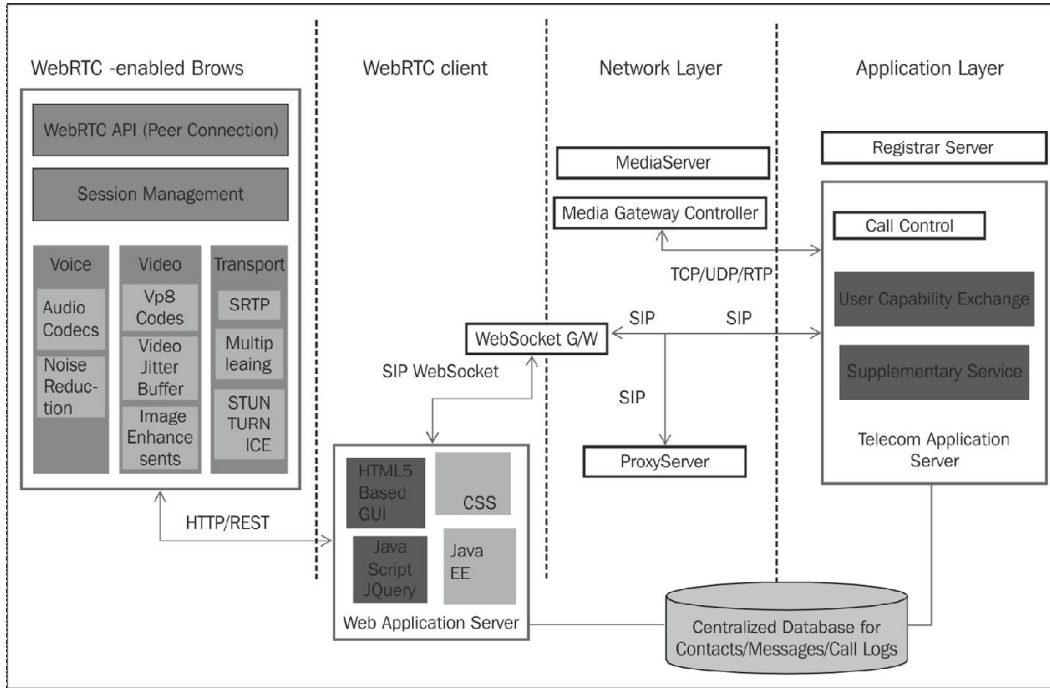 WebRTC -enabled Brows
WebRTC API (Peer Connection)
Session Management
Voice
Audio
Codecs
Noise
Reduc-
tion
Video
Vp8
Codes
Video
Jitter
Buffer
Image
Enhance
sents
Transport
SRTP
Multip
leaing
STUN
TURN
ICE
HTTP/REST
WebRTC client
SIP WebSocket
HTML5
Based
GUI
CSS
Java
Script
JQuery
Java
EE
Web Application Server
Network Layer
MediaServer
Media Gateway Controller
TCP/UDP/RTP
WebSocket G/W
SIP
SIP
SIP
ProxyServer
Application Layer
Registrar Server
Call Control
User Capability Exchange
Supplementary Service
Telecom Application
Server
Centralized Database for
Contacts/Messages/Call Logs